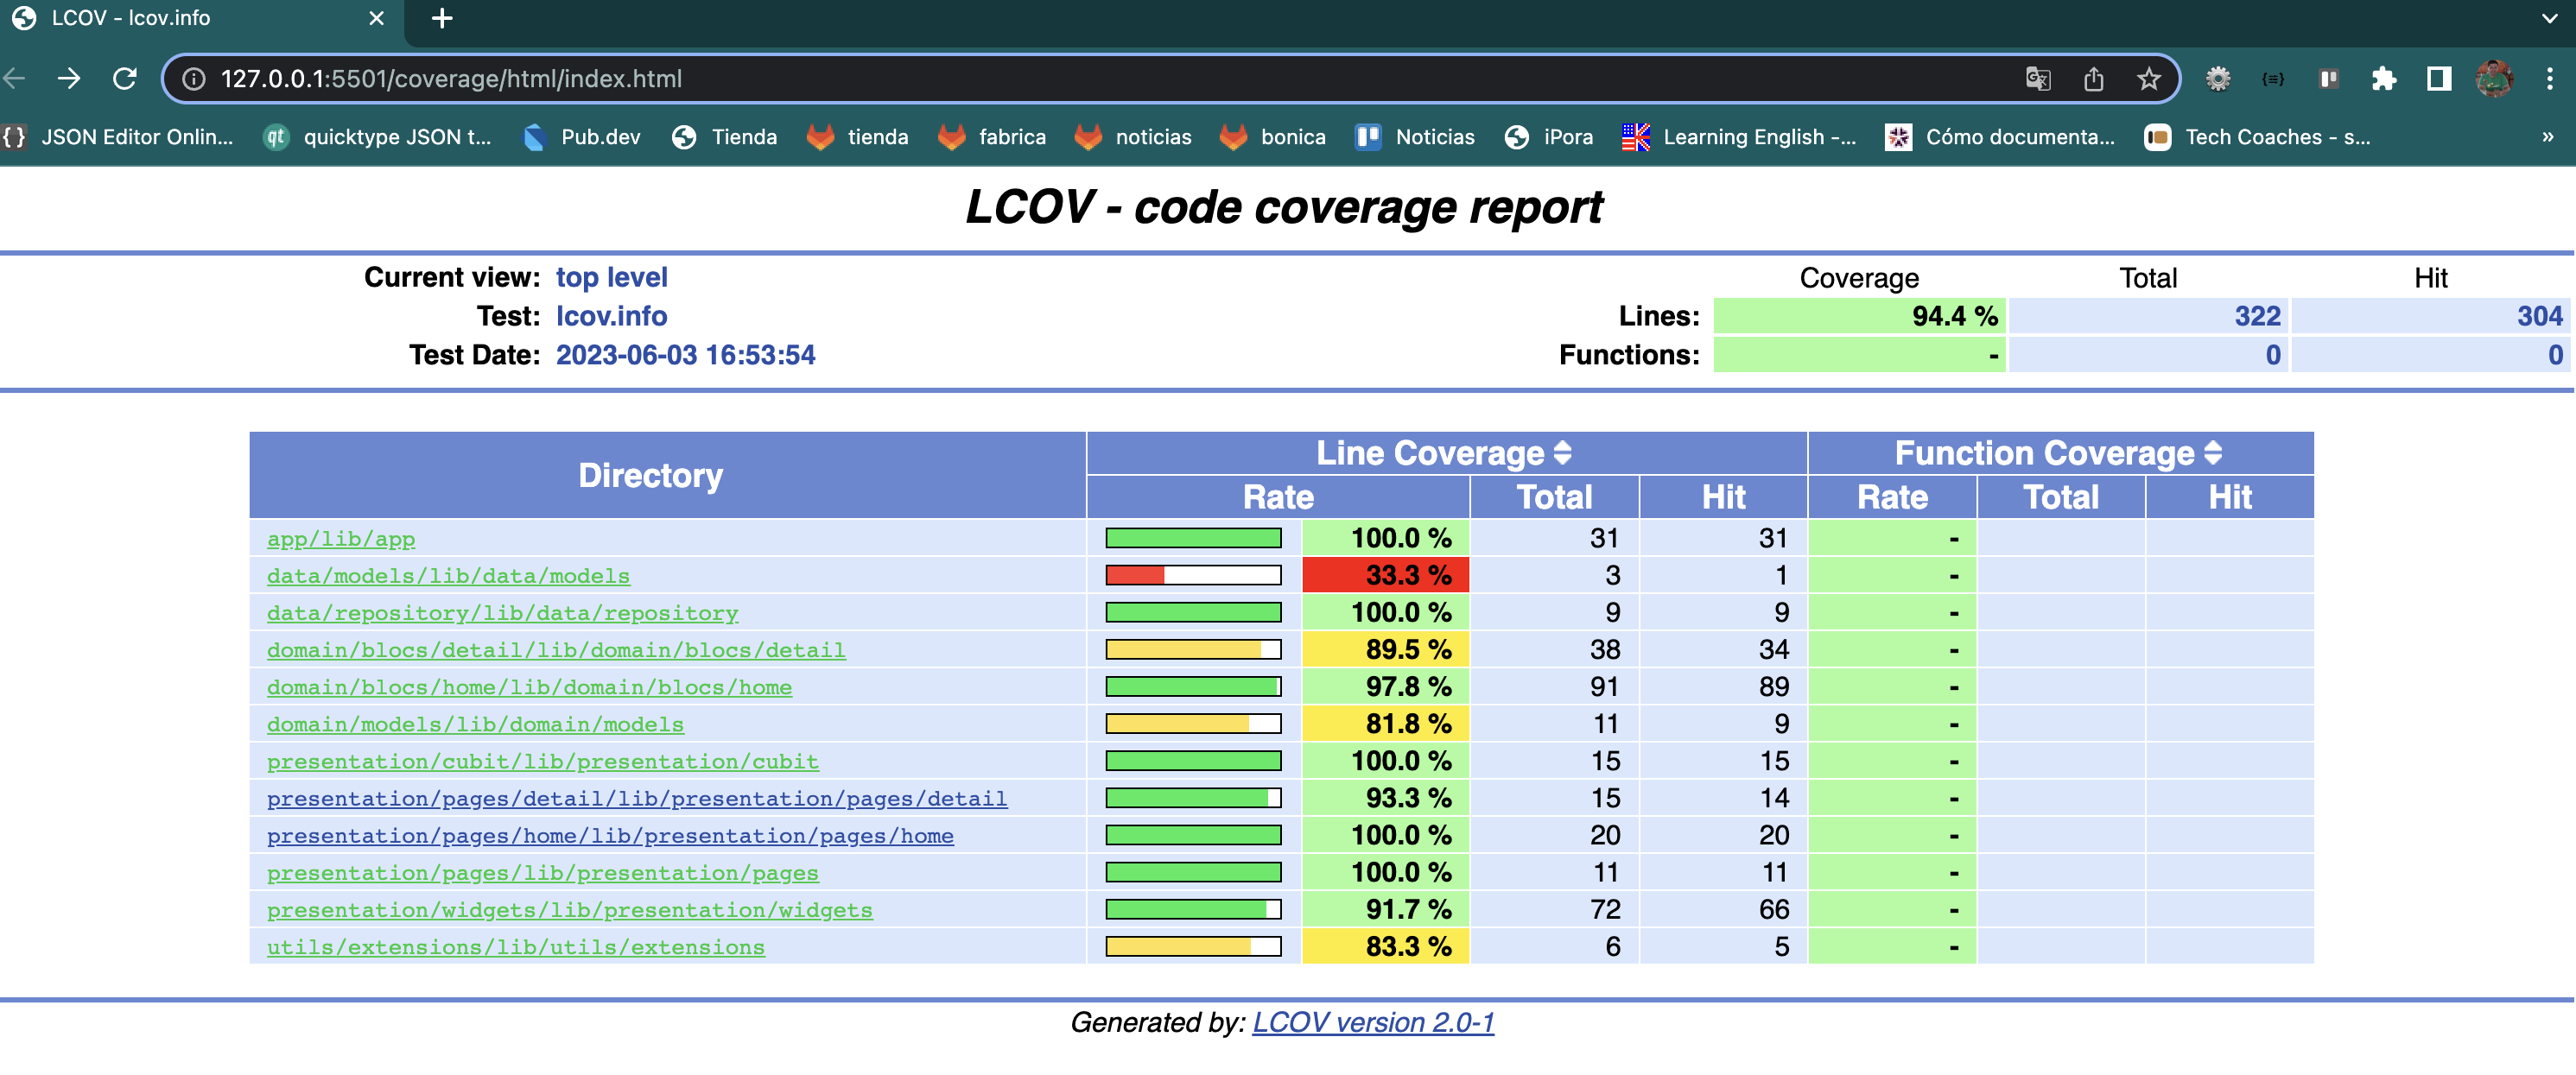 LCOV - lcov.info
127.0.0.1:5501/coverage/html/index.html
JSON Editor Onlin... qt quicktype JSON t... Pub.dev Tienda tienda fabrica noticias bonica Noticias iPora Learning English -... Cómo documenta... Tech Coaches - s... »
LCOV - code coverage report
Current view: top level Coverage Total Hit
Test: lcov.info Lines: 94.4 % 322 304
Test Date: 2023-06-03 16:53:54 Functions: - 0 0
Directory Line Coverage Function Coverage
Rate Total Hit Rate Total Hit
app/lib/app 100.0 % 31 31 -
data/models/lib/data/models 33.3 % 3 1 -
data/repository/lib/data/repository 100.0 % 9 9 -
domain/blocs/detail/lib/domain/blocs/detail 89.5 % 38 34 -
domain/blocs/home/lib/domain/blocs/home 97.8 % 91 89 -
domain/models/lib/domain/models 81.8 % 11 9 -
presentation/cubit/lib/presentation/cubit 100.0 % 15 15 -
presentation/pages/detail/lib/presentation/pages/detail 93.3 % 15 14 -
presentation/pages/home/lib/presentation/pages/home 100.0 % 20 20 -
presentation/pages/lib/presentation/pages 100.0 % 11 11 -
presentation/widgets/lib/presentation/widgets 91.7 % 72 66 -
utils/extensions/lib/utils/extensions 83.3 % 6 5 -
Generated by: LCOV version 2.0-1